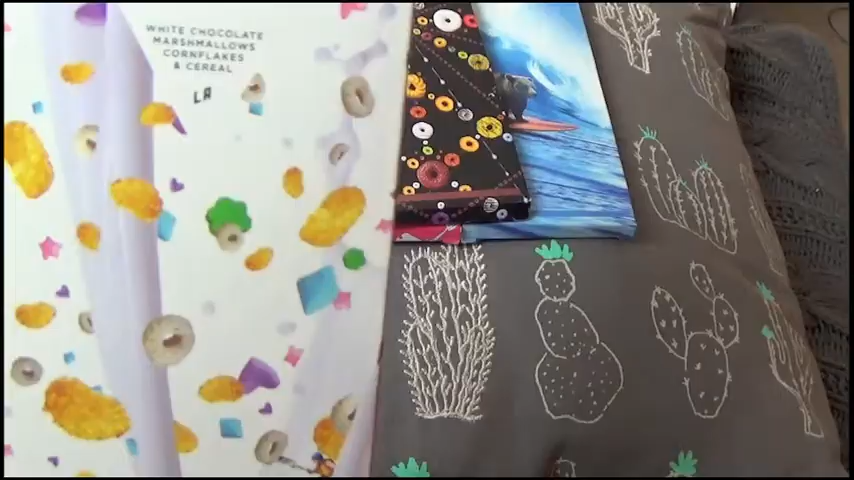 WHITE CHOCOLATE
MARSHMALLOWS
CORNFLAKES
& CEREAL
LA